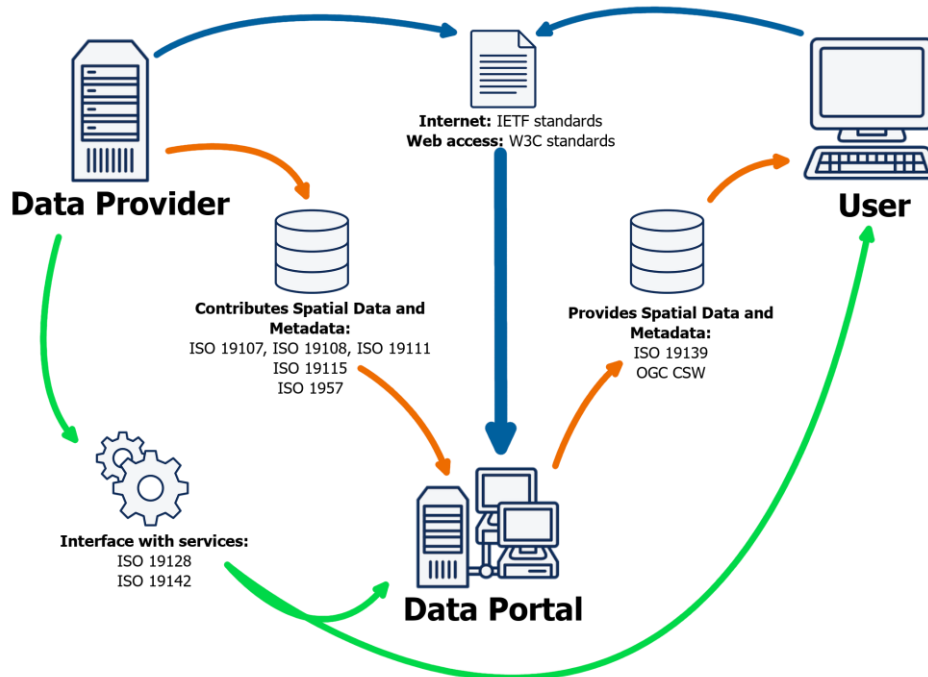 Internet: IETF standards
Web access: W3C standards
Data Provider
User
Contributes Spatial Data and
Metadata:
ISO 19107, ISO 19108, ISO 19111
ISO 19115
ISO 1957
Provides Spatial Data and
Metadata:
ISO 19139
OGC CSW
Interface with services:
ISO 19128
ISO 19142
Data Portal